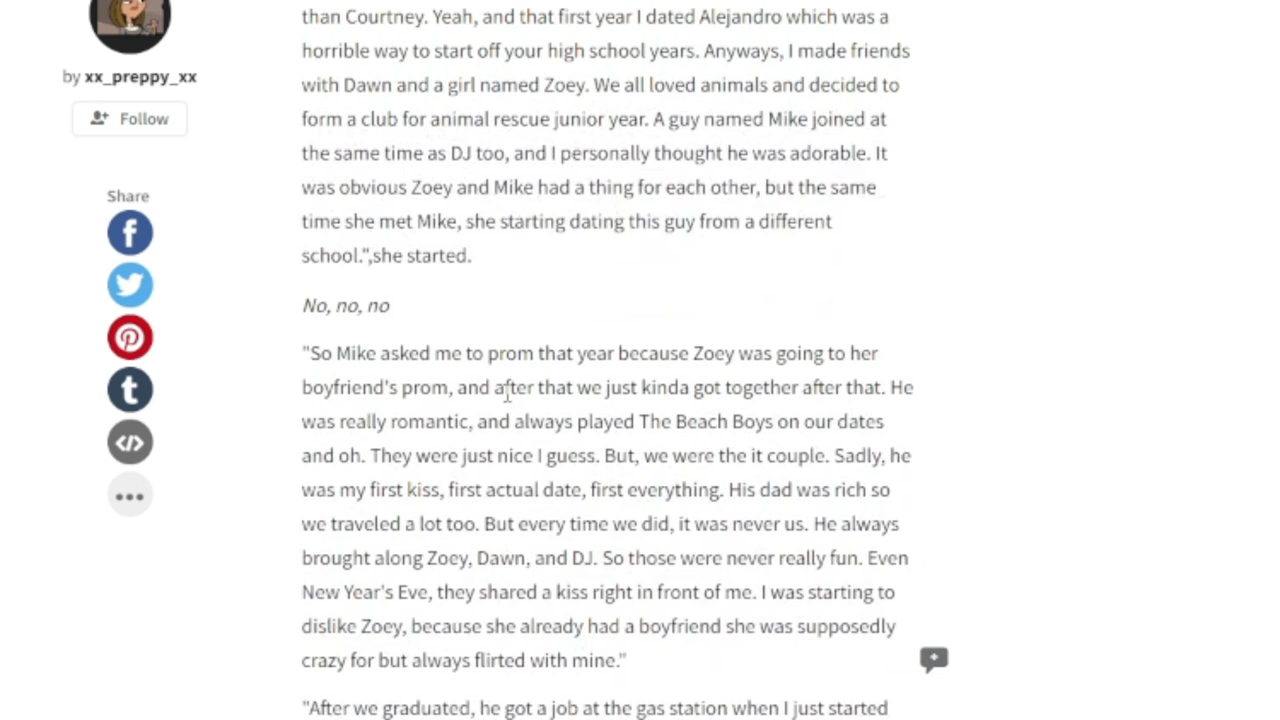 than Courtney. Yeah, and that first year I dated Alejandro which was a
horrible way to start off your high school years. Anyways, I made friends
by xx_preppy_xx
with Dawn and a girl named Zoey. We all loved animals and decided to
Follow
form a club for animal rescue junior year. A guy named Mike joined at
the same time as DJ too, and I personally thought he was adorable. It
Share
was obvious Zoey and Mike had a thing for each other, but the same
time she met Mike, she starting dating this guy from a different
school.",she started.
No, no, no
"So Mike asked me to prom that year because Zoey was going to her
boyfriend's prom, and after that we just kinda got together after that. He
was really romantic, and always played The Beach Boys on our dates
and oh. They were just nice I guess. But, we were the it couple. Sadly, he
was my first kiss, first actual date, first everything. His dad was rich so
we traveled a lot too. But every time we did, it was never us. He always
brought along Zoey, Dawn, and DJ. So those were never really fun. Even
New Year's Eve, they shared a kiss right in front of me. I was starting to
dislike Zoey, because she already had a boyfriend she was supposedly
crazy for but always flirted with mine."
"After we graduated, he got a job at the gas station when I just started